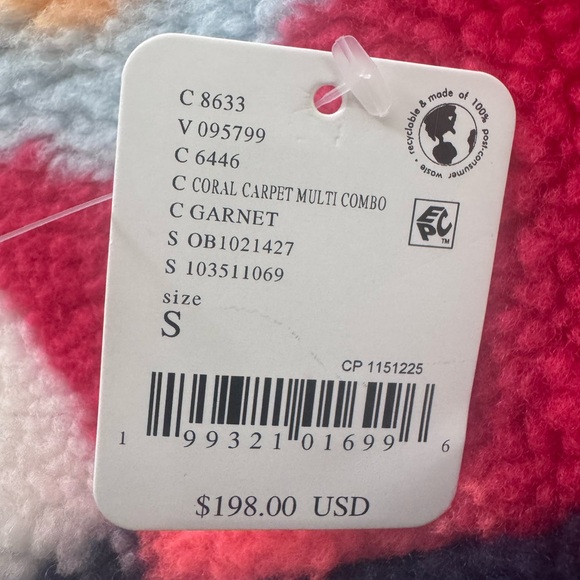 C 8633
V 095799
C 6446
C CORAL CARPET MULTI COMBO
C GARNET
S OB1021427
S 103511069
size
S
recyclable & made of 100% post-consumer waste •
EPC
TM
CP 1151225
1 99321 01699 6
$198.00 USD